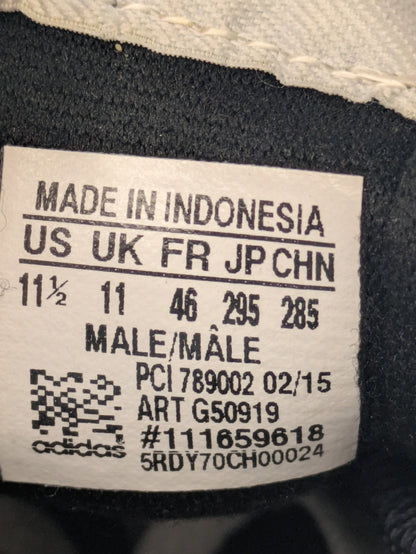 MADE IN INDONESIA
US UK FR JP CHN
11½ 11 46 295 285
MALE/MÂLE
PCI 789002 02/15
ART G50919
#111659618
adidas 5RDY70CH00024